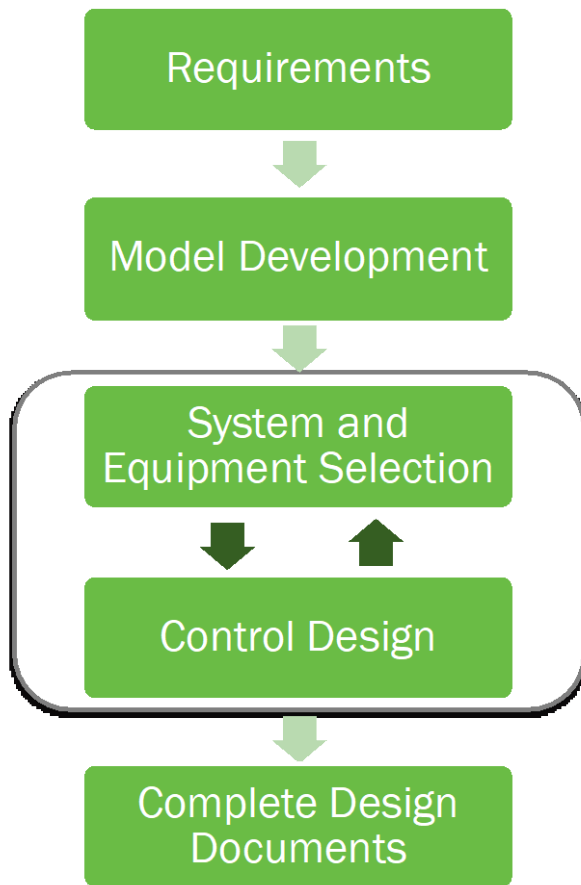 Requirements
Model Development
System and
Equipment Selection
Control Design
Complete Design
Documents